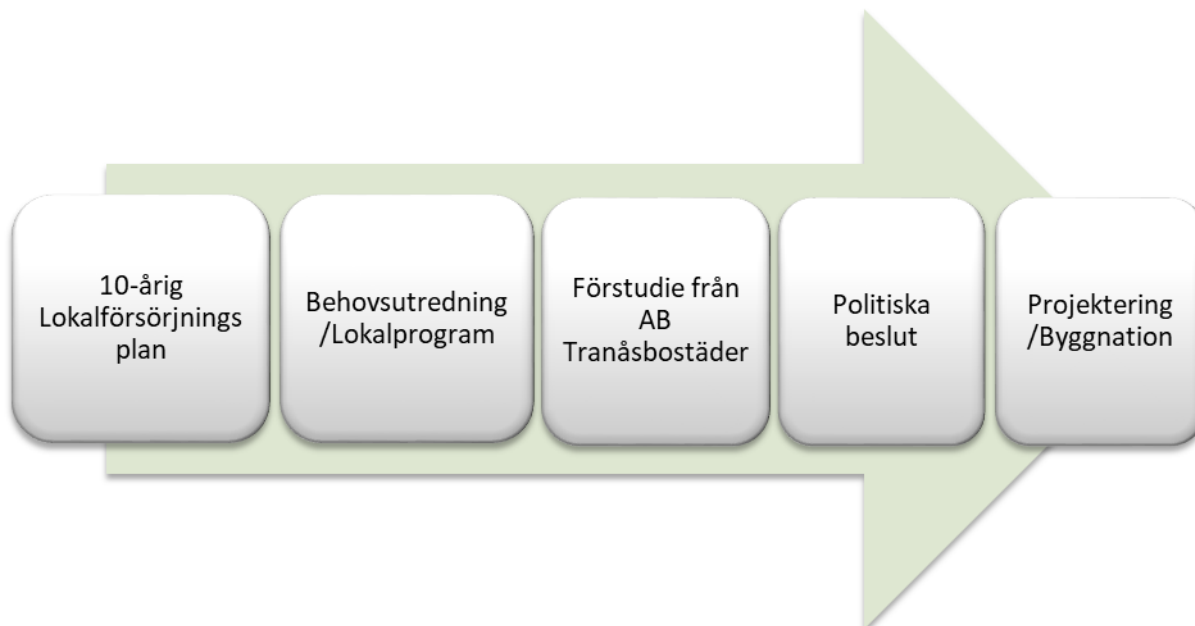 10-årig
Lokalförsörjnings
plan
Behovsutredning
/Lokalprogram
Förstudie från
AB
Tranåsbostäder
Politiska
beslut
Projektering
/Byggnation